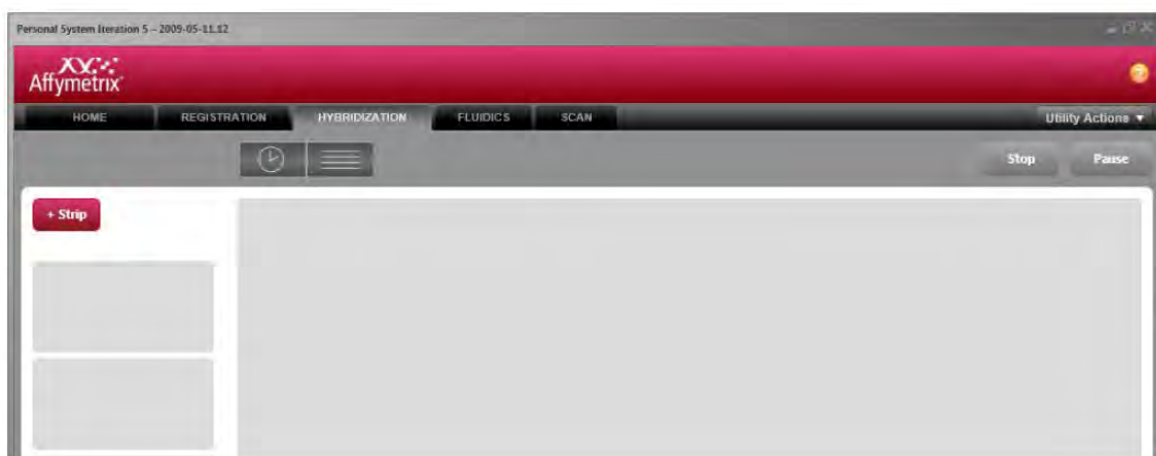 Personal System Iteration 5 – 2009-05-11.12
Affymetrix
HOME REGISTRATION HYBRIDIZATION FLUIDICS SCAN Utility Actions
Stop Pause
+ Strip